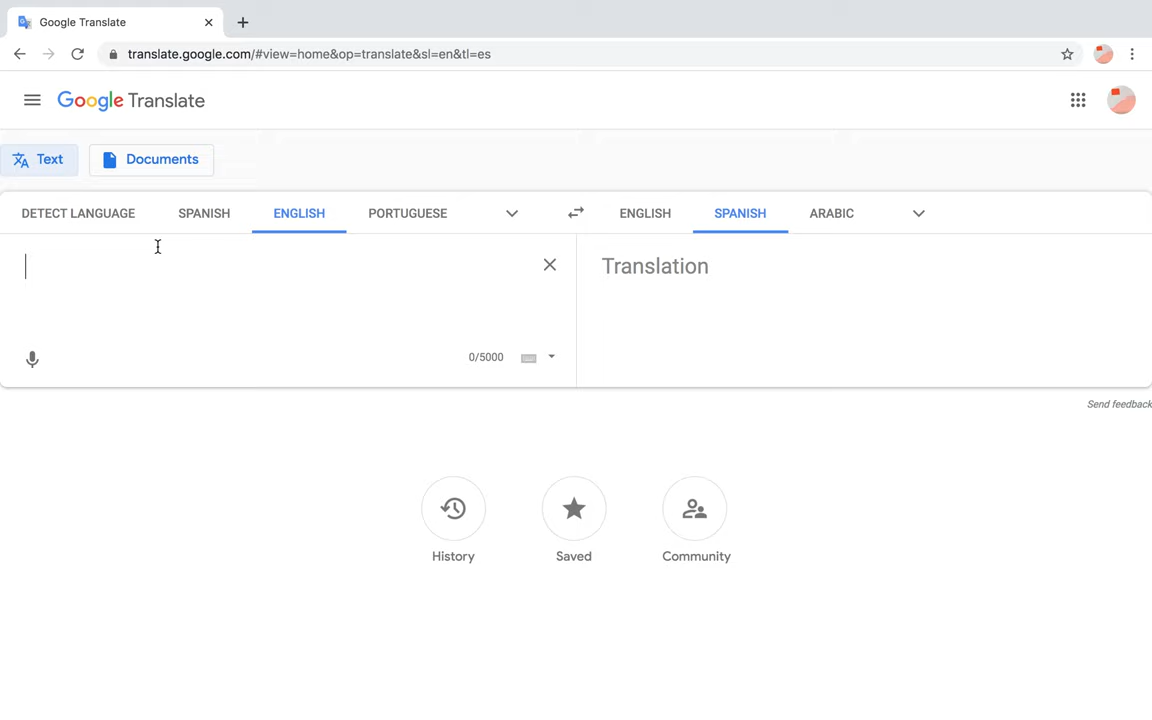 Google Translate
translate.google.com/#view=home&op=translate&sl=en&tl=es
Google Translate
Text
Documents
DETECT LANGUAGE SPANISH ENGLISH PORTUGUESE ENGLISH SPANISH ARABIC
Translation
0/5000
Send feedback
History Saved Community